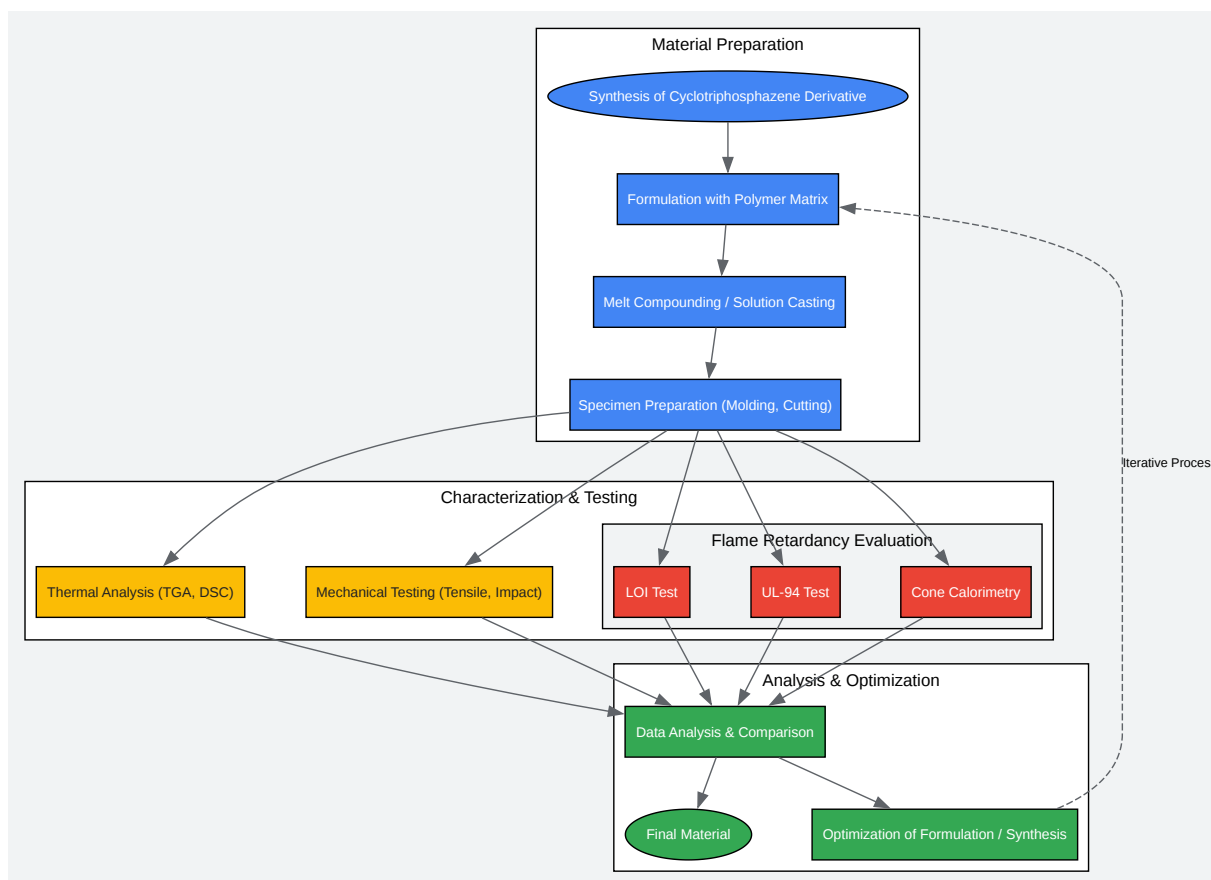 Material Preparation
Synthesis of Cyclotriphosphazene Derivative
Formulation with Polymer Matrix
Melt Compounding / Solution Casting
Specimen Preparation (Molding, Cutting)
Iterative Proces
Characterization & Testing
Flame Retardancy Evaluation
Thermal Analysis (TGA, DSC)
Mechanical Testing (Tensile, Impact)
LOI Test
UL-94 Test
Cone Calorimetry
Analysis & Optimization
Data Analysis & Comparison
Final Material
Optimization of Formulation / Synthesis